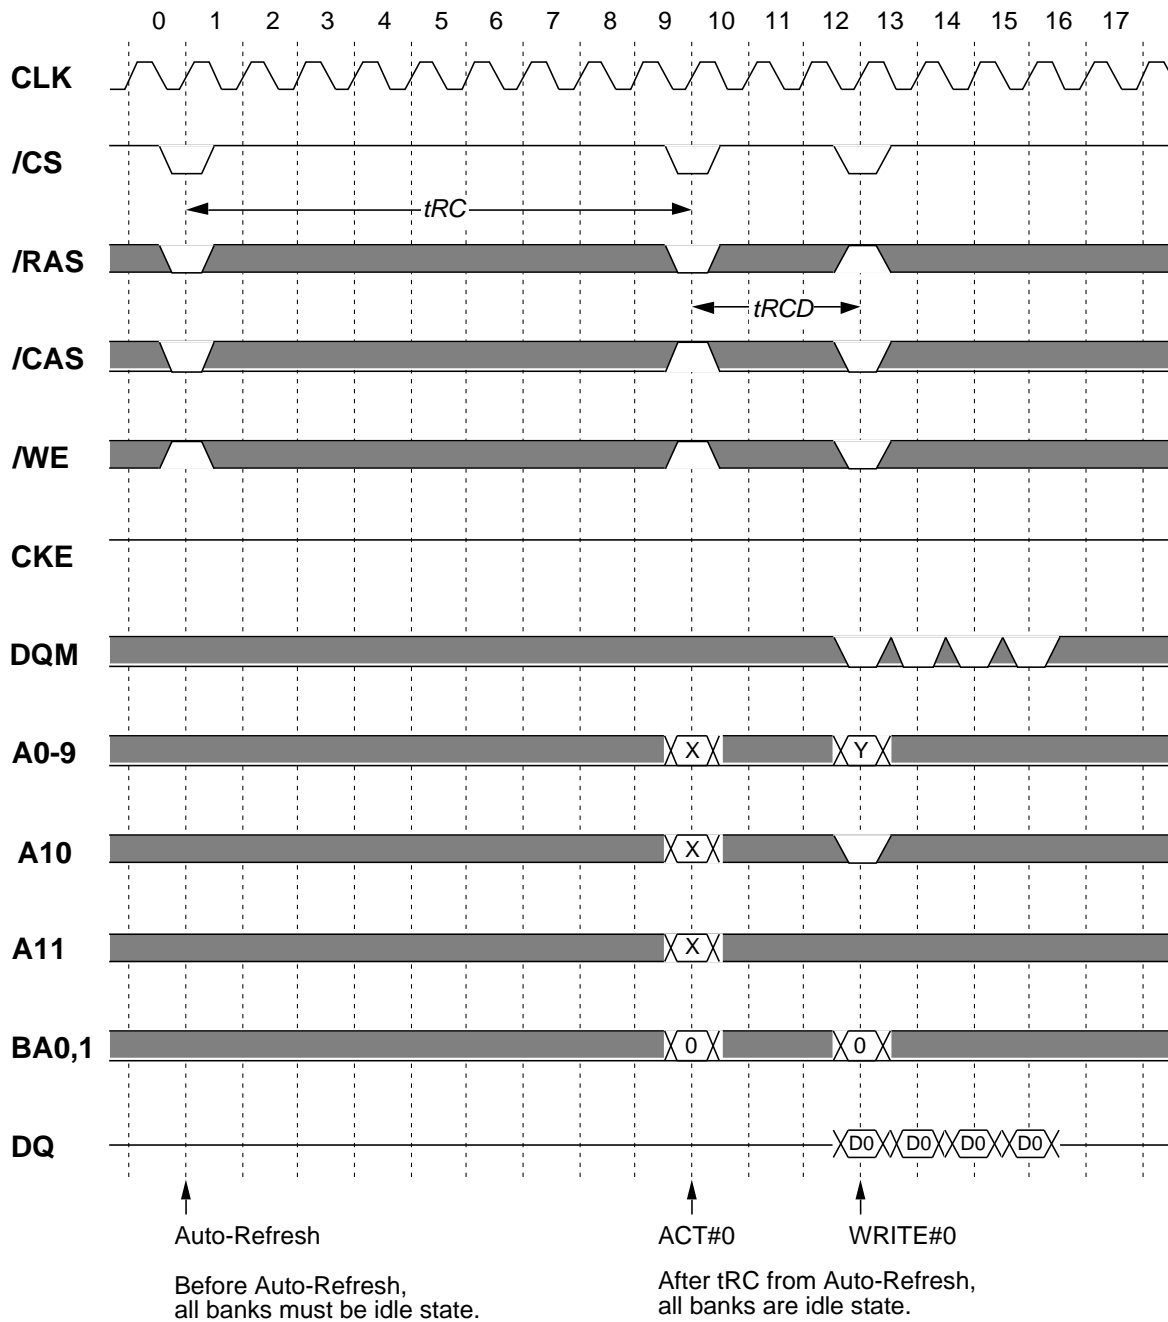 0 1 2 3 4 5 6 7 8 9 10 11 12 13 14 15 16 17
CLK
/CS
tRC
/RAS
tRCD
/CAS
/WE
CKE
DQM
A0-9 X Y
A10 X
A11 X
BA0,1 0 0
DQ D0 D0 D0 D0
Auto-Refresh ACT#0 WRITE#0
Before Auto-Refresh,
all banks must be idle state.
After tRC from Auto-Refresh,
all banks are idle state.